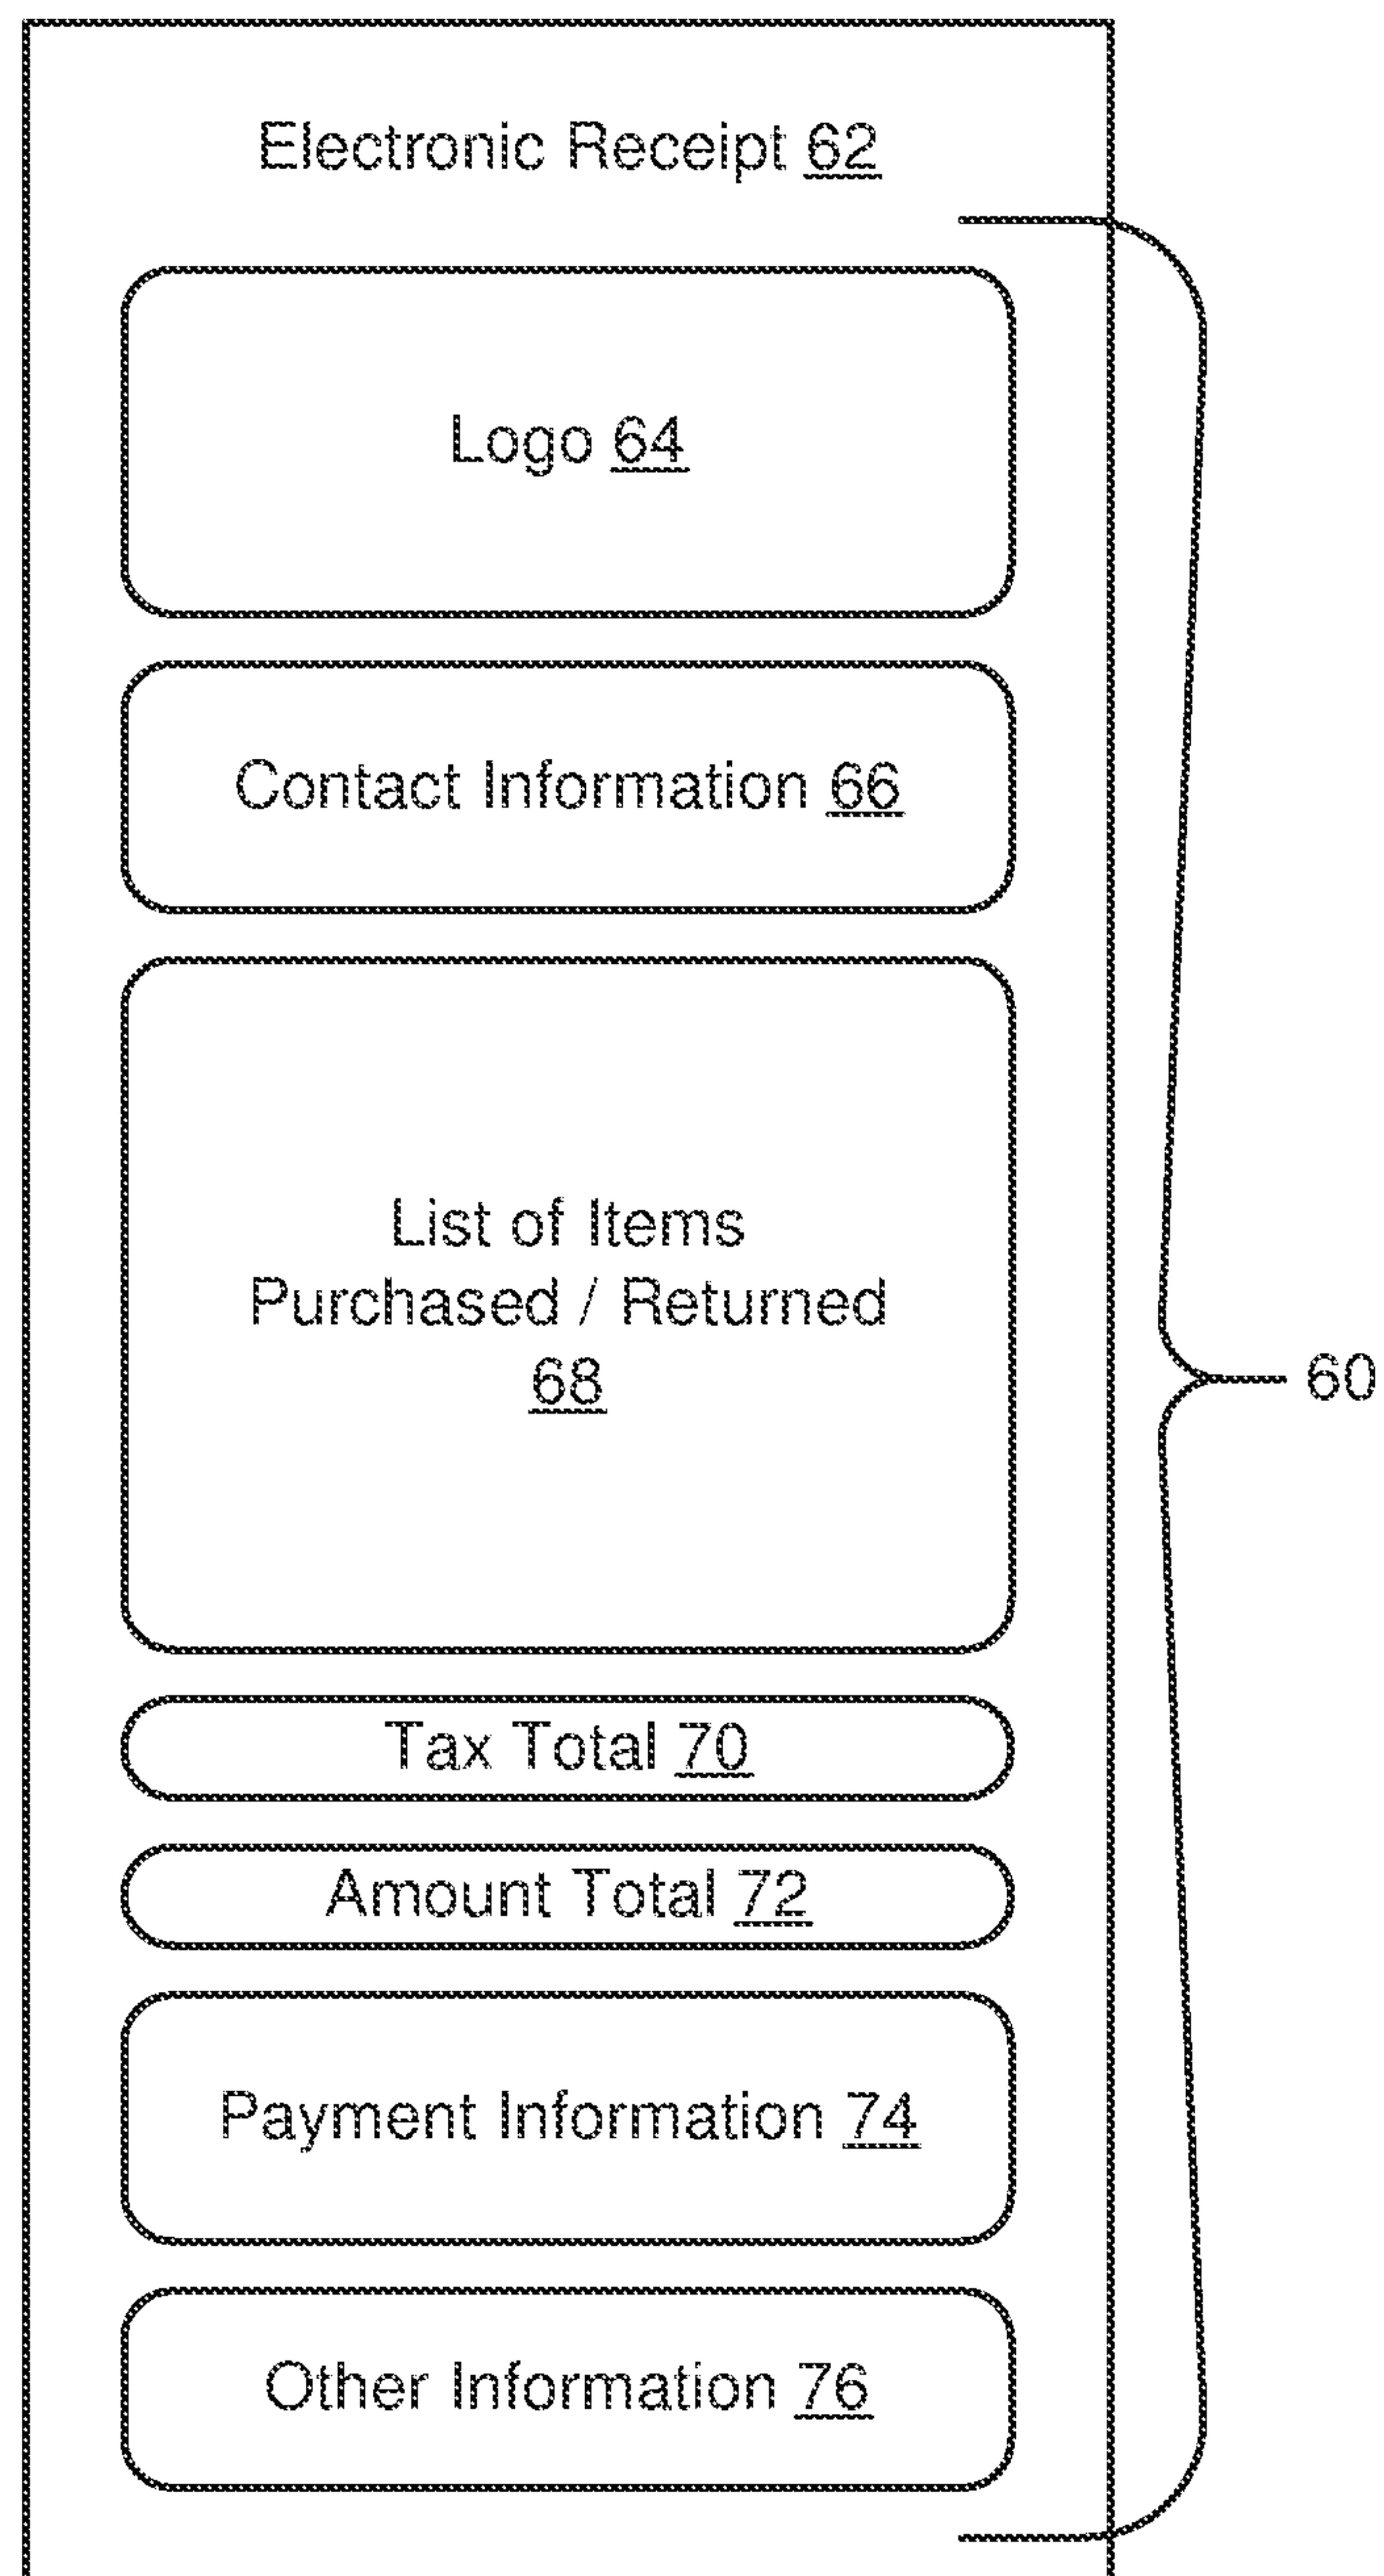 Electronic Receipt 62
Logo 64
Contact Information 66
List of Items
Purchased / Returned
68
60
Tax Total 70
Amount Total 72
Payment Information 74
Other Information 76